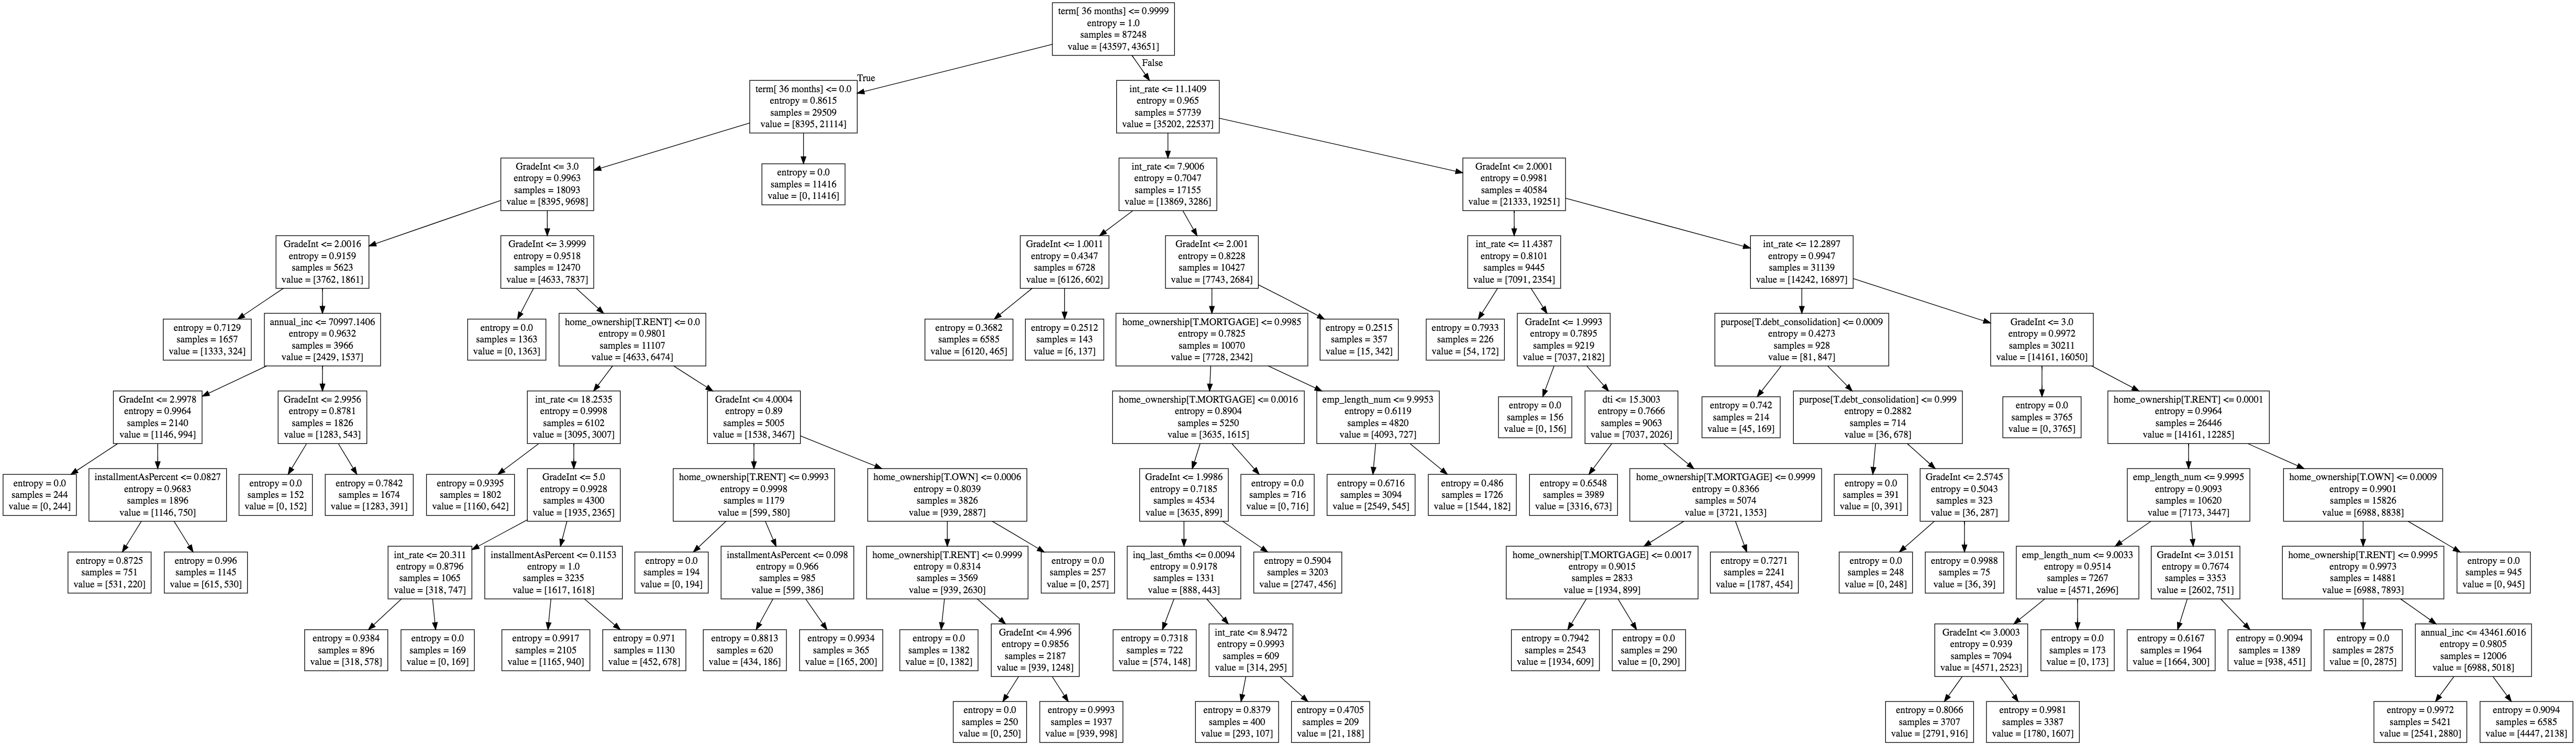 term[ 36 months] <= 0.9999
entropy = 1.0
samples = 87248
value = [43597, 43651]
True
False
term[ 36 months] <= 0.0
entropy = 0.8615
samples = 29509
value = [8395, 21114]
int_rate <= 11.1409
entropy = 0.965
samples = 57739
value = [35202, 22537]
GradeInt <= 3.0
entropy = 0.9963
samples = 18093
value = [8395, 9698]
entropy = 0.0
samples = 11416
value = [0, 11416]
int_rate <= 7.9006
entropy = 0.7047
samples = 17155
value = [13869, 3286]
GradeInt <= 2.0001
entropy = 0.9981
samples = 40584
value = [21333, 19251]
GradeInt <= 2.0016
entropy = 0.9159
samples = 5623
value = [3762, 1861]
GradeInt <= 3.9999
entropy = 0.9518
samples = 12470
value = [4633, 7837]
GradeInt <= 1.0011
entropy = 0.4347
samples = 6728
value = [6126, 602]
GradeInt <= 2.001
entropy = 0.8228
samples = 10427
value = [7743, 2684]
int_rate <= 11.4387
entropy = 0.8101
samples = 9445
value = [7091, 2354]
int_rate <= 12.2897
entropy = 0.9947
samples = 31139
value = [14242, 16897]
entropy = 0.7129
samples = 1657
value = [1333, 324]
annual_inc <= 70997.1406
entropy = 0.9632
samples = 3966
value = [2429, 1537]
entropy = 0.0
samples = 1363
value = [0, 1363]
home_ownership[T.RENT] <= 0.0
entropy = 0.9801
samples = 11107
value = [4633, 6474]
entropy = 0.3682
samples = 6585
value = [6120, 465]
entropy = 0.2512
samples = 143
value = [6, 137]
home_ownership[T.MORTGAGE] <= 0.9985
entropy = 0.7825
samples = 10070
value = [7728, 2342]
entropy = 0.2515
samples = 357
value = [15, 342]
entropy = 0.7933
samples = 226
value = [54, 172]
GradeInt <= 1.9993
entropy = 0.7895
samples = 9219
value = [7037, 2182]
purpose[T.debt_consolidation] <= 0.0009
entropy = 0.4273
samples = 928
value = [81, 847]
GradeInt <= 3.0
entropy = 0.9972
samples = 30211
value = [14161, 16050]
GradeInt <= 2.9978
entropy = 0.9964
samples = 2140
value = [1146, 994]
GradeInt <= 2.9956
entropy = 0.8781
samples = 1826
value = [1283, 543]
int_rate <= 18.2535
entropy = 0.9998
samples = 6102
value = [3095, 3007]
GradeInt <= 4.0004
entropy = 0.89
samples = 5005
value = [1538, 3467]
home_ownership[T.MORTGAGE] <= 0.0016
entropy = 0.8904
samples = 5250
value = [3635, 1615]
emp_length_num <= 9.9953
entropy = 0.6119
samples = 4820
value = [4093, 727]
entropy = 0.0
samples = 156
value = [0, 156]
dti <= 15.3003
entropy = 0.7666
samples = 9063
value = [7037, 2026]
entropy = 0.742
samples = 214
value = [45, 169]
purpose[T.debt_consolidation] <= 0.999
entropy = 0.2882
samples = 714
value = [36, 678]
entropy = 0.0
samples = 3765
value = [0, 3765]
home_ownership[T.RENT] <= 0.0001
entropy = 0.9964
samples = 26446
value = [14161, 12285]
entropy = 0.0
samples = 244
value = [0, 244]
installmentAsPercent <= 0.0827
entropy = 0.9683
samples = 1896
value = [1146, 750]
entropy = 0.0
samples = 152
value = [0, 152]
entropy = 0.7842
samples = 1674
value = [1283, 391]
entropy = 0.9395
samples = 1802
value = [1160, 642]
GradeInt <= 5.0
entropy = 0.9928
samples = 4300
value = [1935, 2365]
home_ownership[T.RENT] <= 0.9993
entropy = 0.9998
samples = 1179
value = [599, 580]
home_ownership[T.OWN] <= 0.0006
entropy = 0.8039
samples = 3826
value = [939, 2887]
GradeInt <= 1.9986
entropy = 0.7185
samples = 4534
value = [3635, 899]
entropy = 0.0
samples = 716
value = [0, 716]
entropy = 0.6716
samples = 3094
value = [2549, 545]
entropy = 0.486
samples = 1726
value = [1544, 182]
entropy = 0.6548
samples = 3989
value = [3316, 673]
home_ownership[T.MORTGAGE] <= 0.9999
entropy = 0.8366
samples = 5074
value = [3721, 1353]
entropy = 0.0
samples = 391
value = [0, 391]
GradeInt <= 2.5745
entropy = 0.5043
samples = 323
value = [36, 287]
emp_length_num <= 9.9995
entropy = 0.9093
samples = 10620
value = [7173, 3447]
home_ownership[T.OWN] <= 0.0009
entropy = 0.9901
samples = 15826
value = [6988, 8838]
entropy = 0.8725
samples = 751
value = [531, 220]
entropy = 0.996
samples = 1145
value = [615, 530]
int_rate <= 20.311
entropy = 0.8796
samples = 1065
value = [318, 747]
installmentAsPercent <= 0.1153
entropy = 1.0
samples = 3235
value = [1617, 1618]
entropy = 0.0
samples = 194
value = [0, 194]
installmentAsPercent <= 0.098
entropy = 0.966
samples = 985
value = [599, 386]
home_ownership[T.RENT] <= 0.9999
entropy = 0.8314
samples = 3569
value = [939, 2630]
entropy = 0.0
samples = 257
value = [0, 257]
inq_last_6mths <= 0.0094
entropy = 0.9178
samples = 1331
value = [888, 443]
entropy = 0.5904
samples = 3203
value = [2747, 456]
home_ownership[T.MORTGAGE] <= 0.0017
entropy = 0.9015
samples = 2833
value = [1934, 899]
entropy = 0.7271
samples = 2241
value = [1787, 454]
entropy = 0.0
samples = 248
value = [0, 248]
entropy = 0.9988
samples = 75
value = [36, 39]
emp_length_num <= 9.0033
entropy = 0.9514
samples = 7267
value = [4571, 2696]
GradeInt <= 3.0151
entropy = 0.7674
samples = 3353
value = [2602, 751]
home_ownership[T.RENT] <= 0.9995
entropy = 0.9973
samples = 14881
value = [6988, 7893]
entropy = 0.0
samples = 945
value = [0, 945]
entropy = 0.9384
samples = 896
value = [318, 578]
entropy = 0.0
samples = 169
value = [0, 169]
entropy = 0.9917
samples = 2105
value = [1165, 940]
entropy = 0.971
samples = 1130
value = [452, 678]
entropy = 0.8813
samples = 620
value = [434, 186]
entropy = 0.9934
samples = 365
value = [165, 200]
entropy = 0.0
samples = 1382
value = [0, 1382]
GradeInt <= 4.996
entropy = 0.9856
samples = 2187
value = [939, 1248]
entropy = 0.7318
samples = 722
value = [574, 148]
int_rate <= 8.9472
entropy = 0.9993
samples = 609
value = [314, 295]
entropy = 0.7942
samples = 2543
value = [1934, 609]
entropy = 0.0
samples = 290
value = [0, 290]
GradeInt <= 3.0003
entropy = 0.939
samples = 7094
value = [4571, 2523]
entropy = 0.0
samples = 173
value = [0, 173]
entropy = 0.6167
samples = 1964
value = [1664, 300]
entropy = 0.9094
samples = 1389
value = [938, 451]
entropy = 0.0
samples = 2875
value = [0, 2875]
annual_inc <= 43461.6016
entropy = 0.9805
samples = 12006
value = [6988, 5018]
entropy = 0.0
samples = 250
value = [0, 250]
entropy = 0.9993
samples = 1937
value = [939, 998]
entropy = 0.8379
samples = 400
value = [293, 107]
entropy = 0.4705
samples = 209
value = [21, 188]
entropy = 0.8066
samples = 3707
value = [2791, 916]
entropy = 0.9981
samples = 3387
value = [1780, 1607]
entropy = 0.9972
samples = 5421
value = [2541, 2880]
entropy = 0.9094
samples = 6585
value = [4447, 2138]